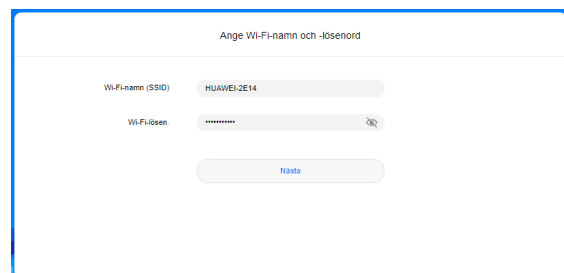 Ange Wi-Fi-namn och -lösenord
Wi-Fi-namn (SSID) HUAWEI-2E14
Wi-Fi-lösen. •••••••••••
Nästa